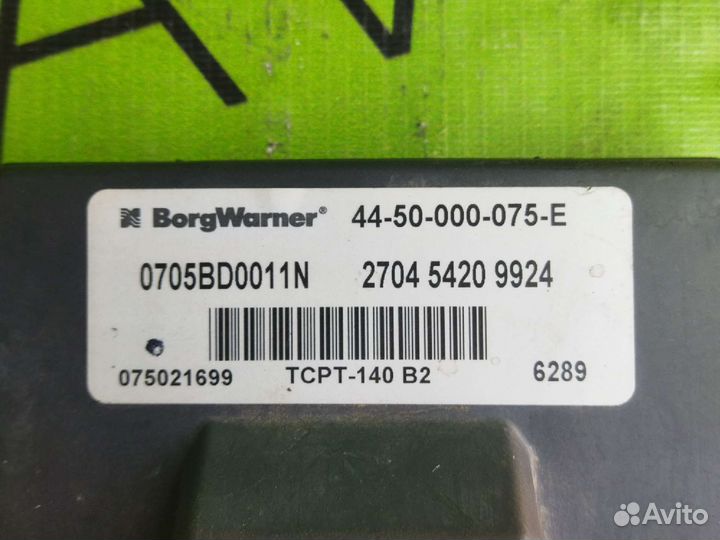 BorgWarner® 44-50-000-075-E
0705BD0011N 2704 5420 9924
075021699 TCPT-140 B2 6289
Avito